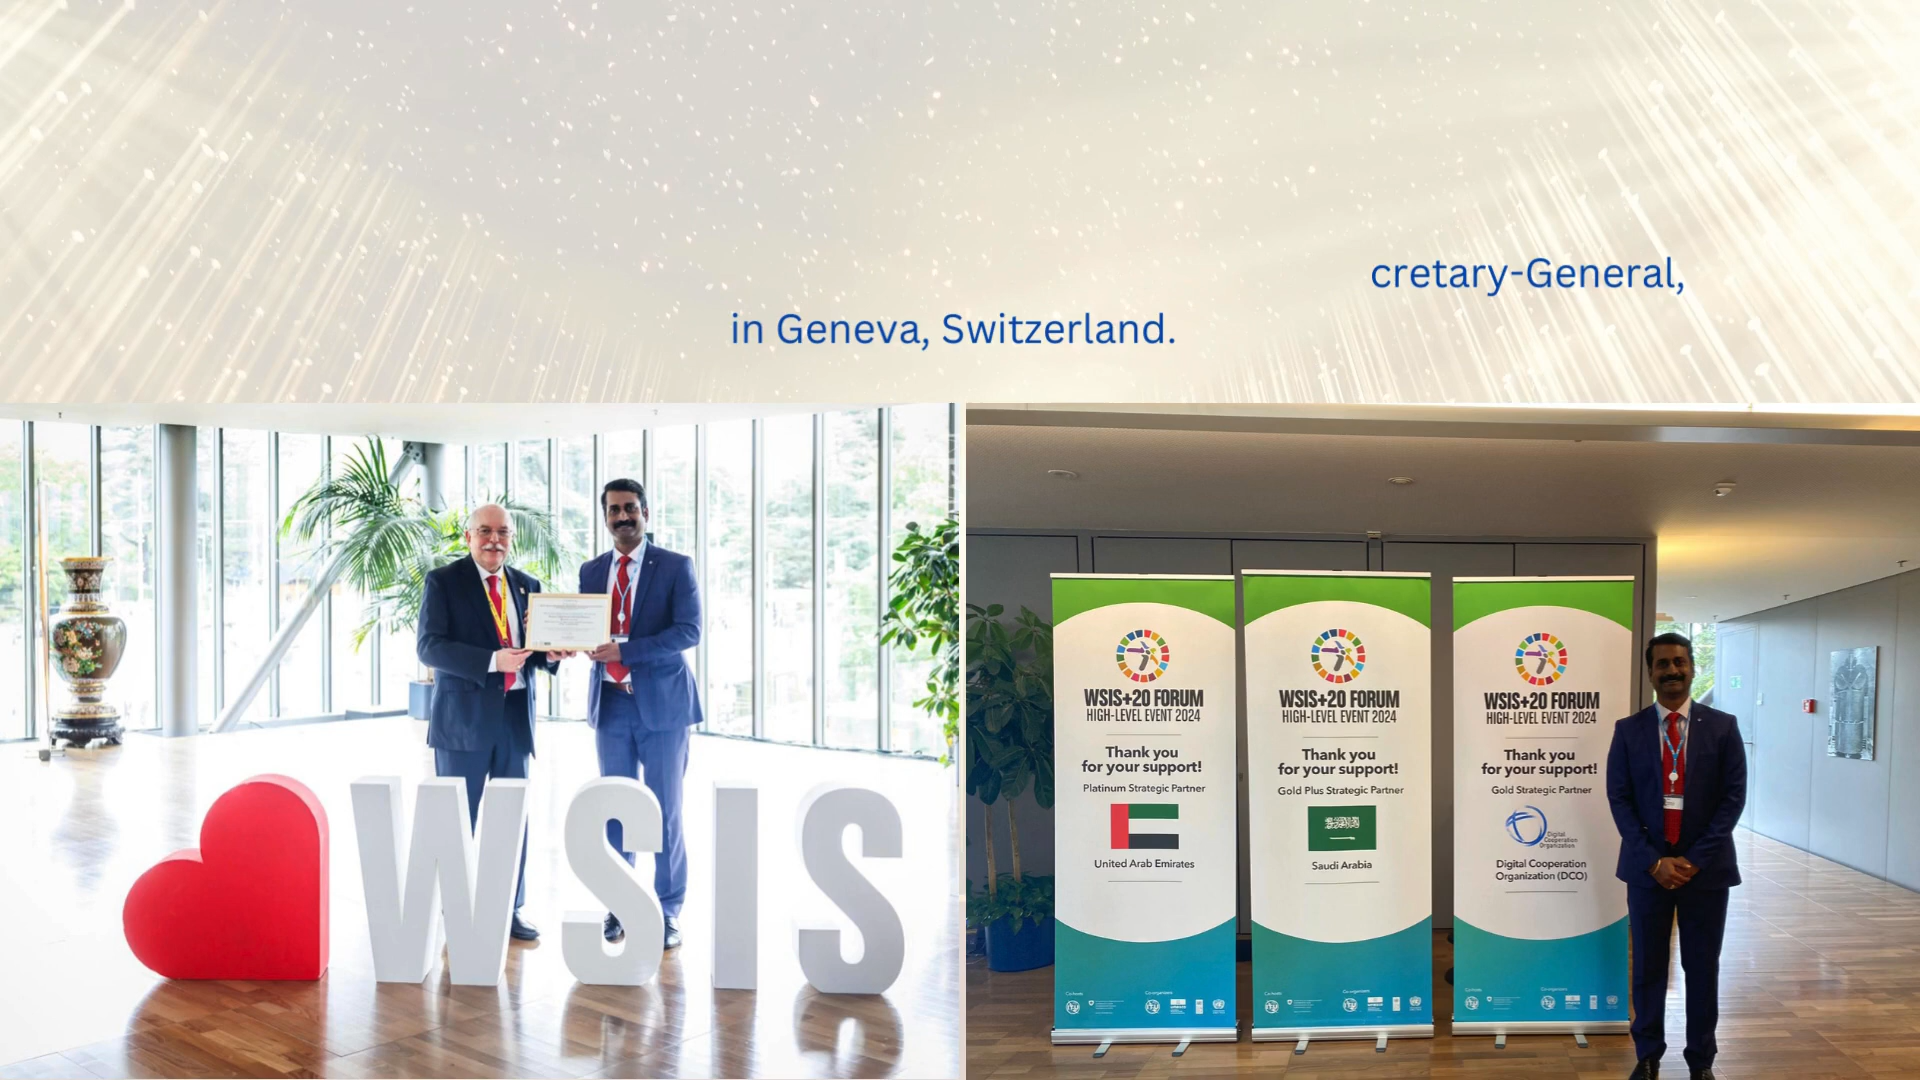 cretary-General,
in Geneva, Switzerland.
WSIS
WSIS+20 FORUM
HIGH-LEVEL EVENT 2024
Thank you
for your support!
Platinum Strategic Partner
United Arab Emirates
WSIS+20 FORUM
HIGH-LEVEL EVENT 2024
Thank you
for your support!
Gold Plus Strategic Partner
Saudi Arabia
WSIS+20 FORUM
HIGH-LEVEL EVENT 2024
Thank you
for your support!
Gold Strategic Partner
Digital
Cooperation
Organization
Digital Cooperation
Organization (DCO)